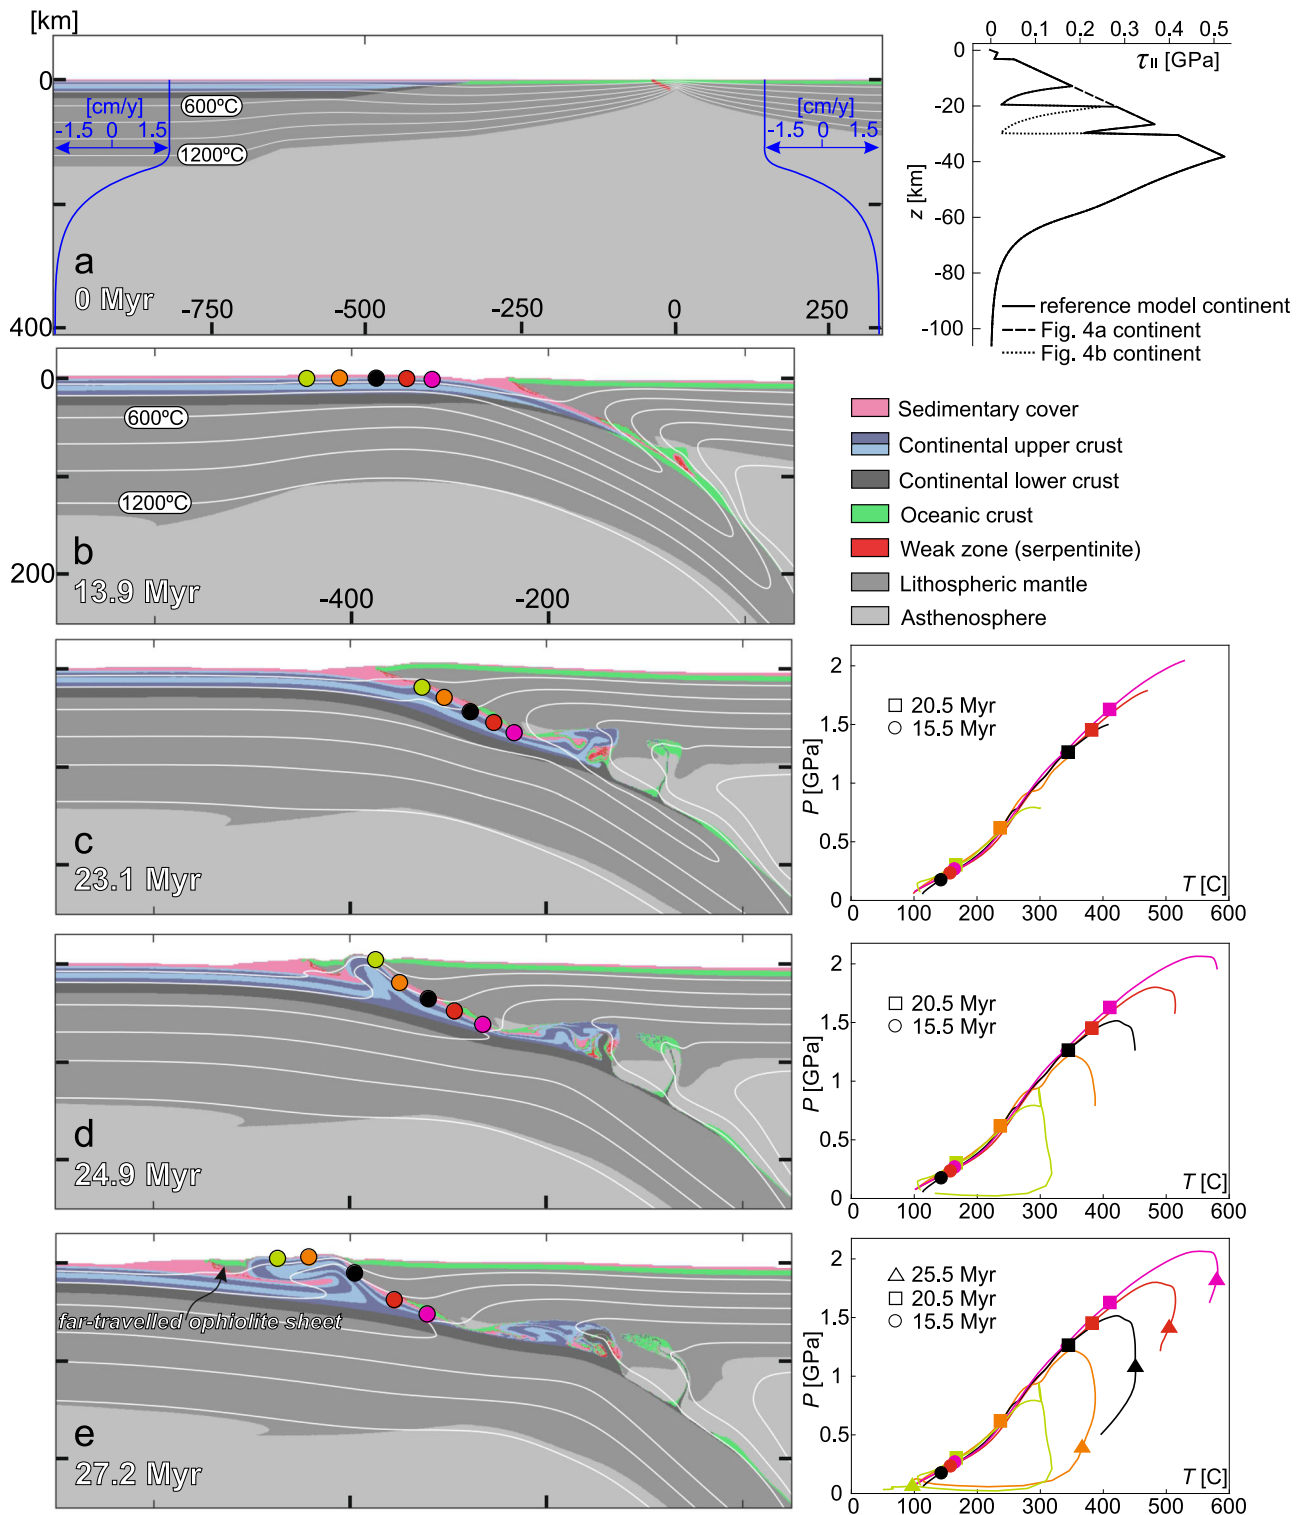 [km]
0
[cm/y]
-1.5 0 1.5
600ºC
1200ºC
[cm/y]
-1.5 0 1.5
a
0 Myr
-750 -500 -250 0 250
400
0 0.1 0.2 0.3 0.4 0.5
τII [GPa]
0
-20
-40
-60
-80
-100
z [km]
reference model continent
Fig. 4a continent
Fig. 4b continent
0
600ºC
1200ºC
b
13.9 Myr
200
-400 -200
Sedimentary cover
Continental upper crust
Continental lower crust
Oceanic crust
Weak zone (serpentinite)
Lithospheric mantle
Asthenosphere
c
23.1 Myr
2
1.5
1
0.5
0
P [GPa]
20.5 Myr
15.5 Myr
T [C]
0 100 200 300 400 500 600
d
24.9 Myr
2
1.5
1
0.5
0
P [GPa]
20.5 Myr
15.5 Myr
T [C]
0 100 200 300 400 500 600
far-travelled ophiolite sheet
e
27.2 Myr
2
1.5
1
0.5
0
P [GPa]
25.5 Myr
20.5 Myr
15.5 Myr
T [C]
0 100 200 300 400 500 600